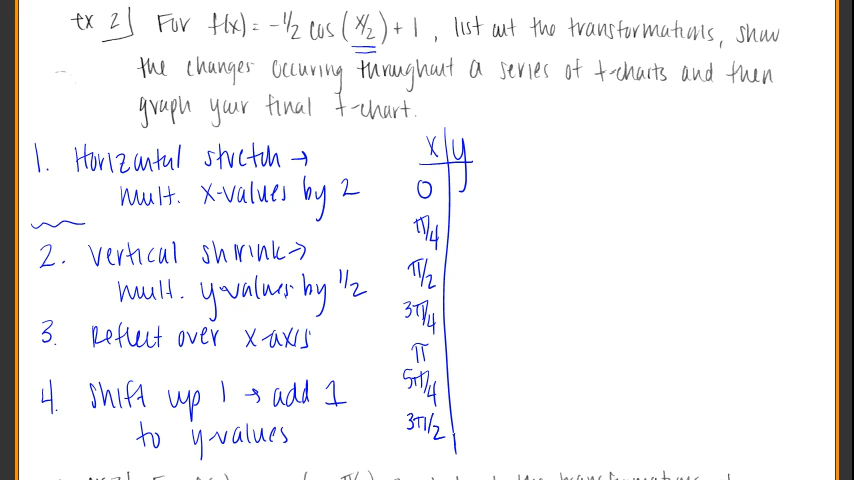 ex 2] For f(x) = -1/2 cos (x/2) + 1 , list out the transformations, show
the changes occuring throughout a series of t-charts and then
graph your final t-chart.
1. Horizontal stretch →
mult. x-values by 2
2. Vertical shrink →
mult. y-values by 1/2
3. Reflect over x-axis
4. Shift up 1 → add 1
to y-values
x | y
0
π/4
π/2
3π/4
π
5π/4
3π/2
the transformations